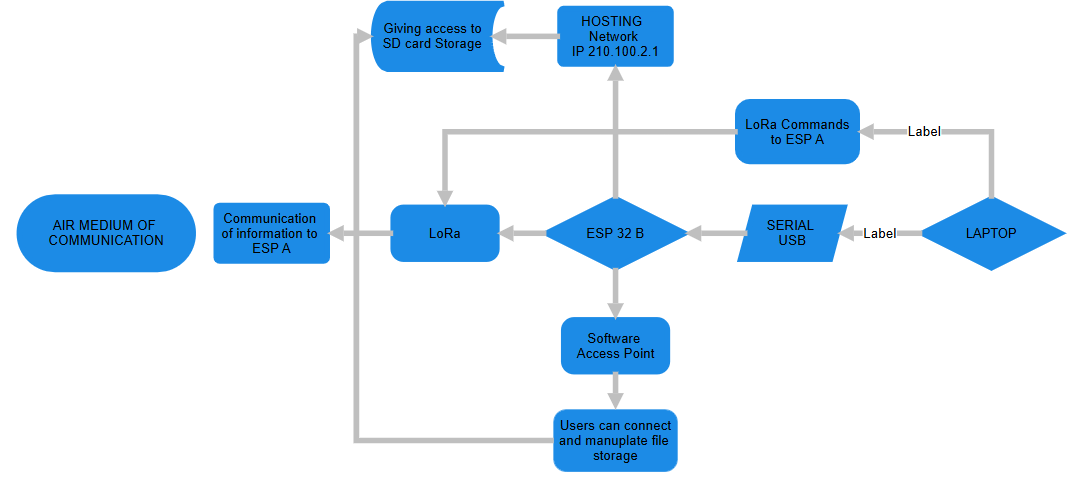 Giving access to
SD card Storage
HOSTING
Network
IP 210.100.2.1
LoRa Commands
to ESP A
Label
AIR MEDIUM OF
COMMUNICATION
Communication
of information to
ESP A
LoRa
ESP 32 B
SERIAL
USB
Label
LAPTOP
Software
Access Point
Users can connect
and manuplate file
storage